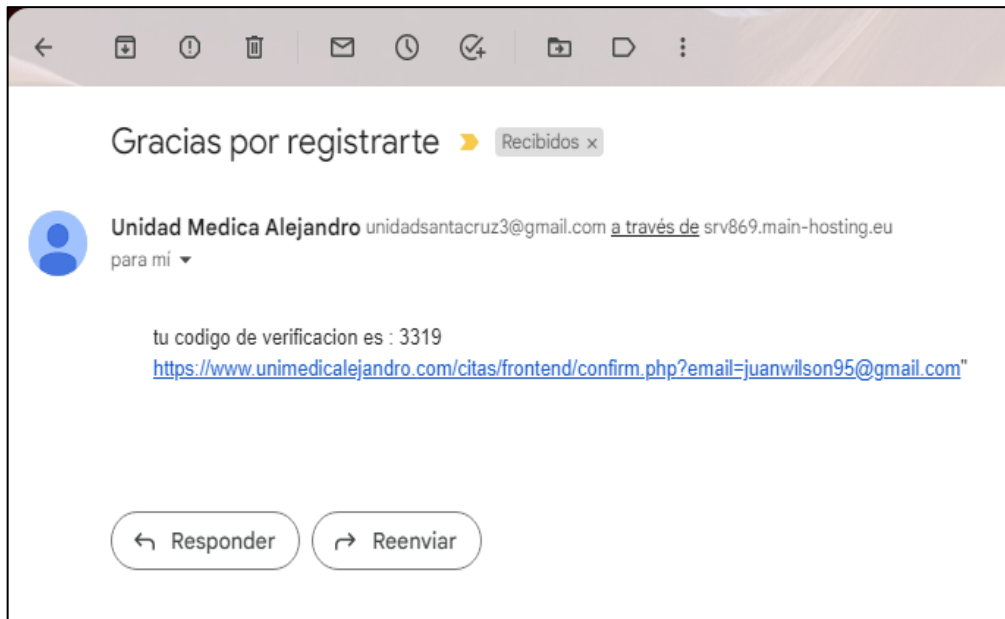 Gracias por registrarte Recibidos x
Unidad Medica Alejandro unidadsantacruz3@gmail.com a través de srv869.main-hosting.eu
para mí
tu codigo de verificacion es : 3319
https://www.unimedicalejandro.com/citas/frontend/confirm.php?email=juanwilson95@gmail.com"
Responder Reenviar